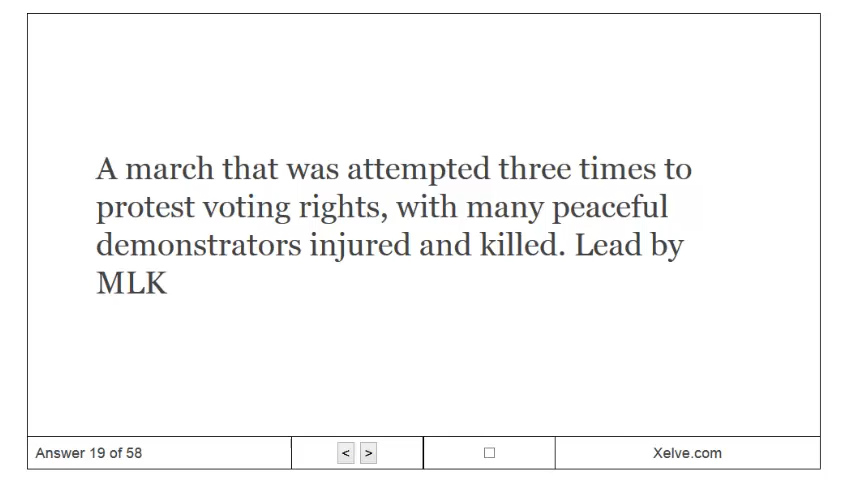 A march that was attempted three times to
protest voting rights, with many peaceful
demonstrators injured and killed. Lead by
MLK
Answer 19 of 58
<
>
Xelve.com